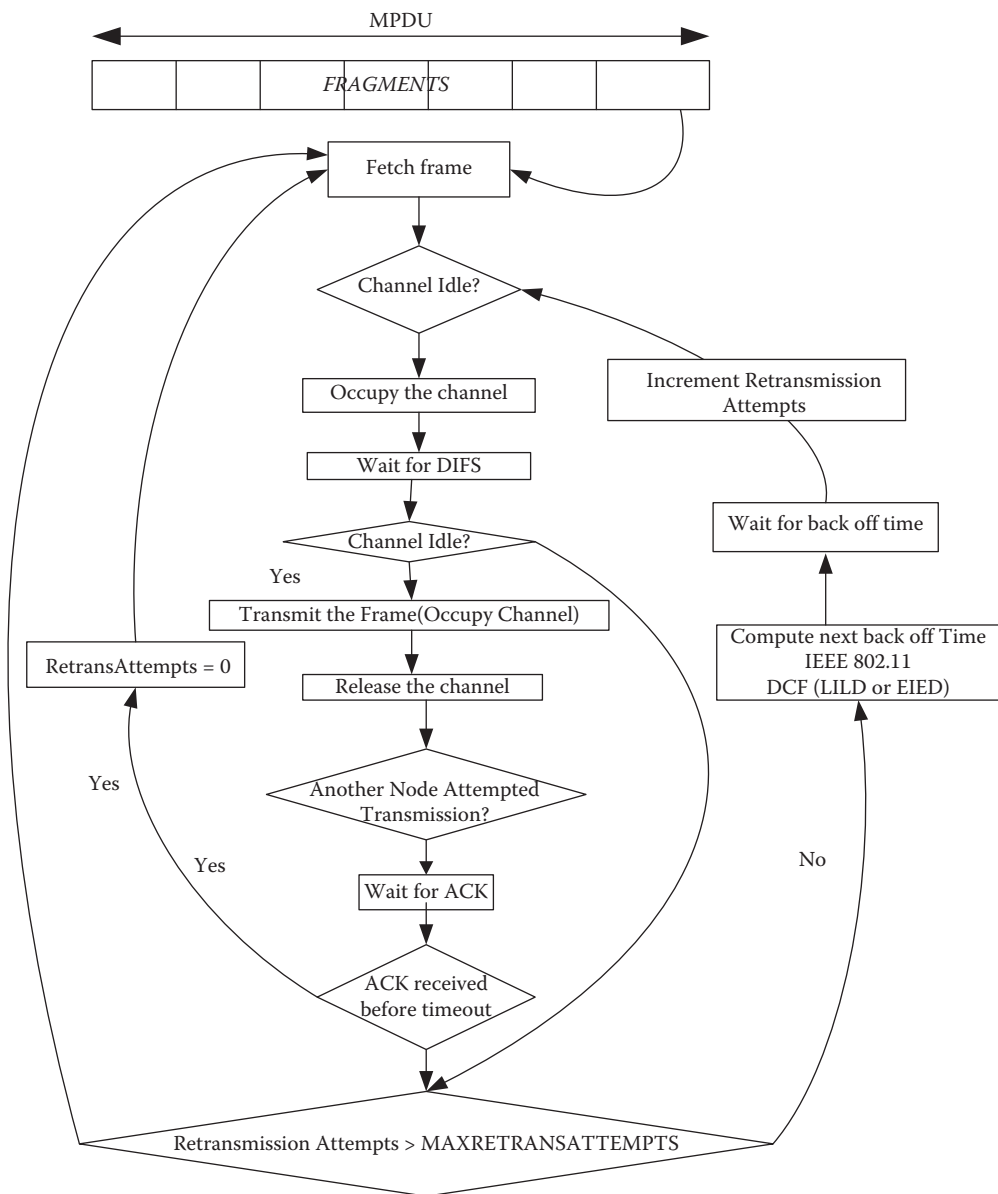 MPDU
FRAGMENTS
Fetch frame
Channel Idle?
Increment Retransmission
Attempts
Occupy the channel
Wait for DIFS
Wait for back off time
Channel Idle?
Yes
Transmit the Frame(Occupy Channel)
Compute next back off Time
IEEE 802.11
DCF (LILD or EIED)
RetransAttempts = 0
Release the channel
Another Node Attempted
Transmission?
Yes
Yes
No
Wait for ACK
ACK received
before timeout
Retransmission Attempts > MAXRETRANSATTEMPTS